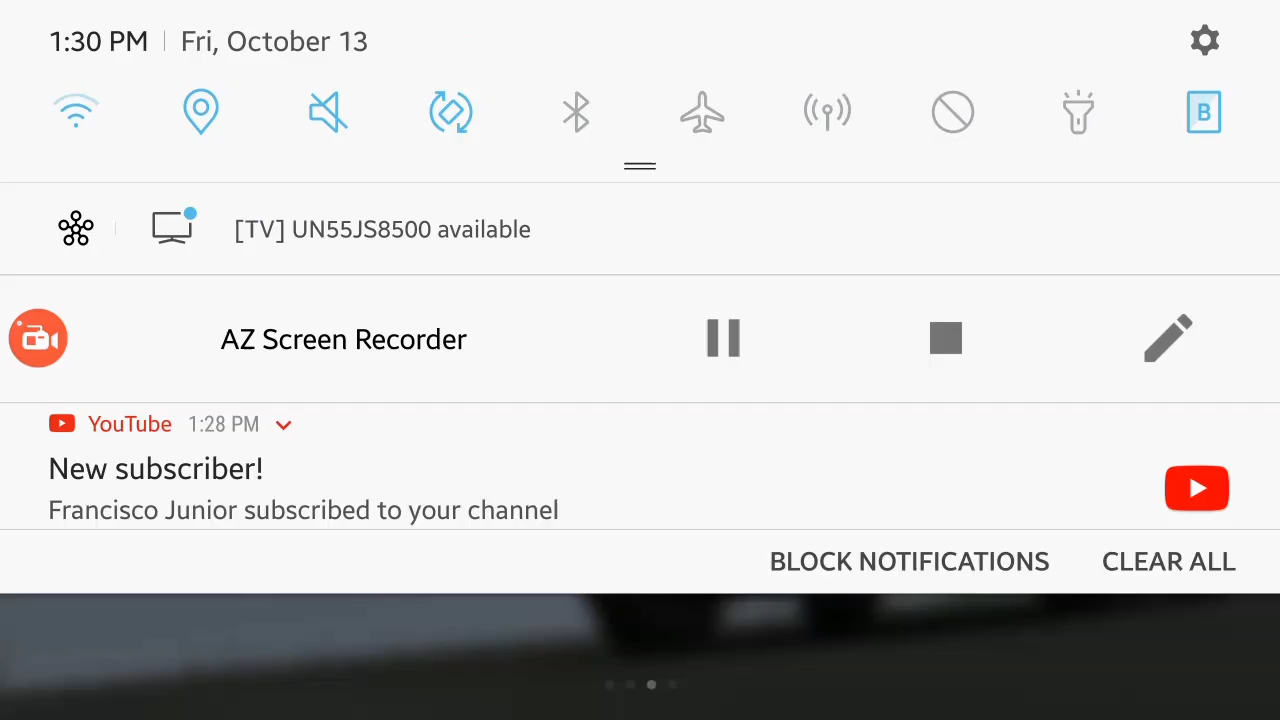 1:30 PM Fri, October 13
B
[TV] UN55JS8500 available
AZ Screen Recorder
YouTube 1:28 PM
New subscriber!
Francisco Junior subscribed to your channel
BLOCK NOTIFICATIONS CLEAR ALL